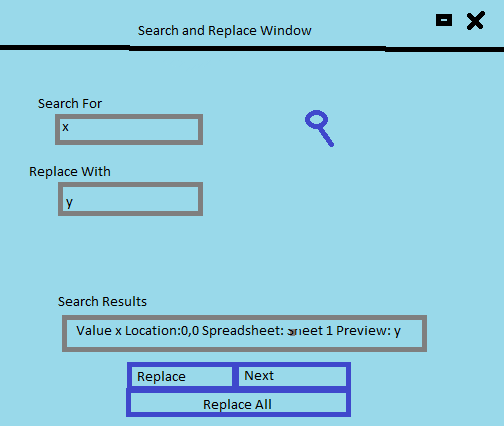 Search and Replace Window
Search For
x
Replace With
y
Search Results
Value x Location:0,0 Spreadsheet: 1 Preview: y
Replace
Next
Replace All